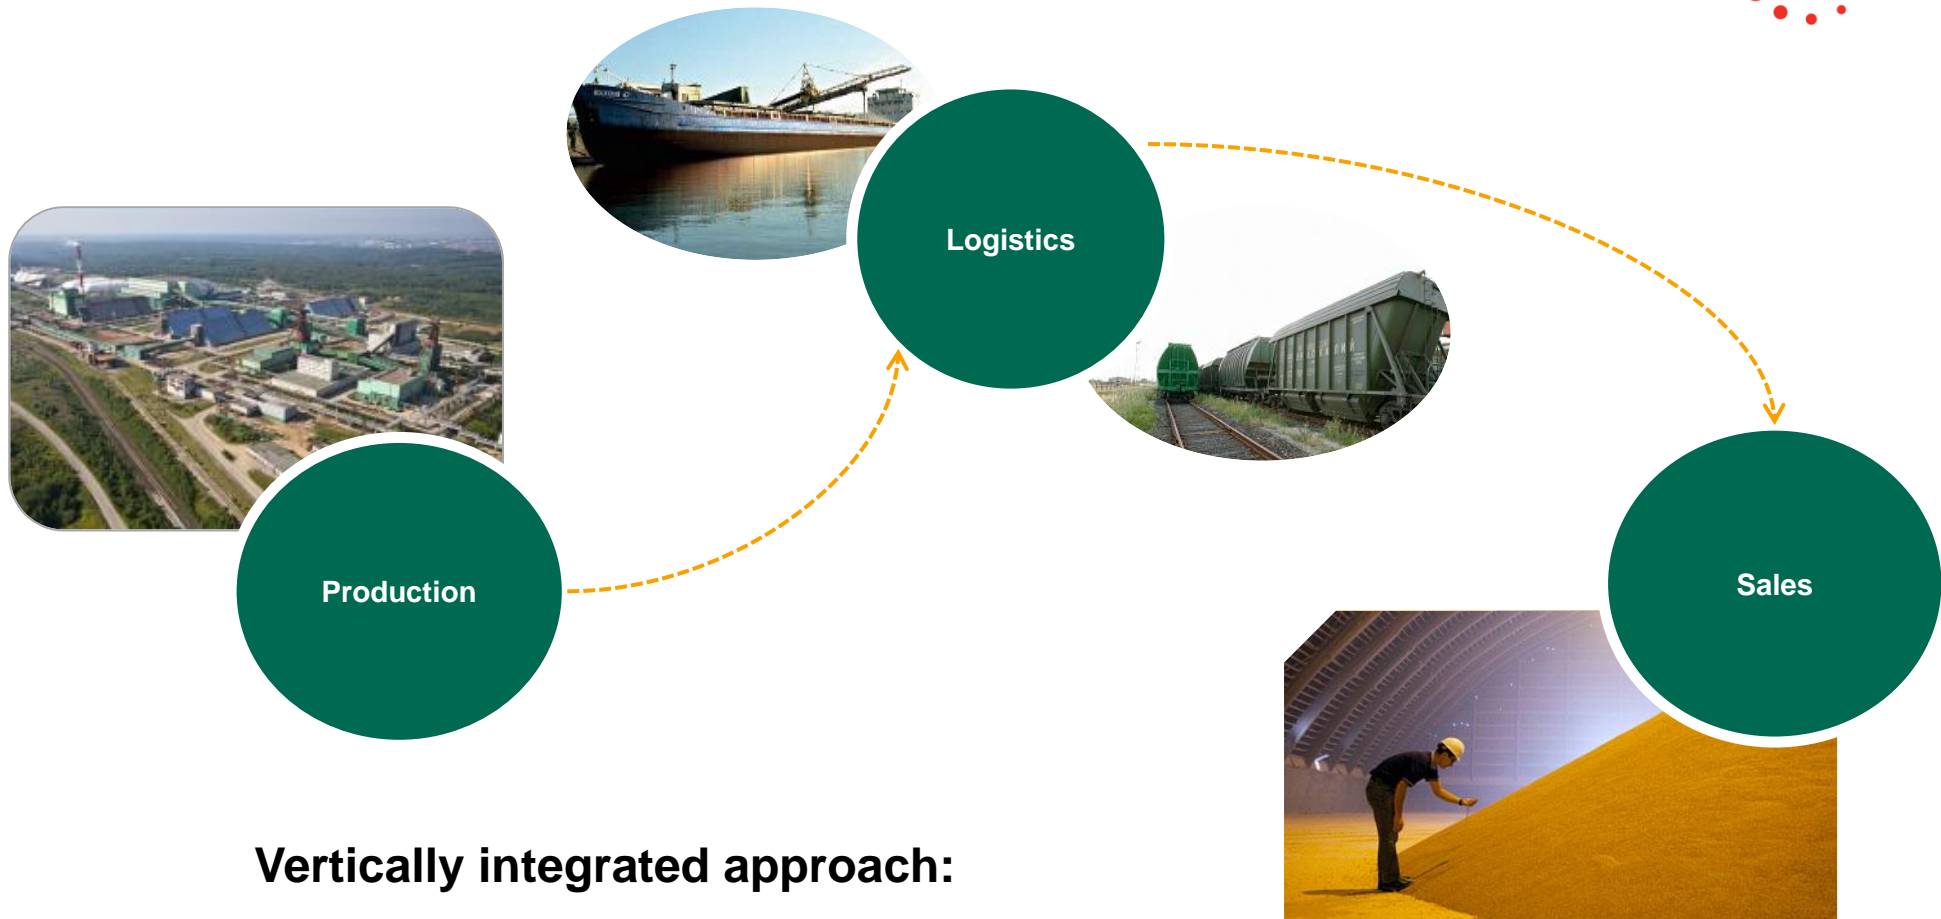 Logistics
Production
Sales
Vertically integrated approach: